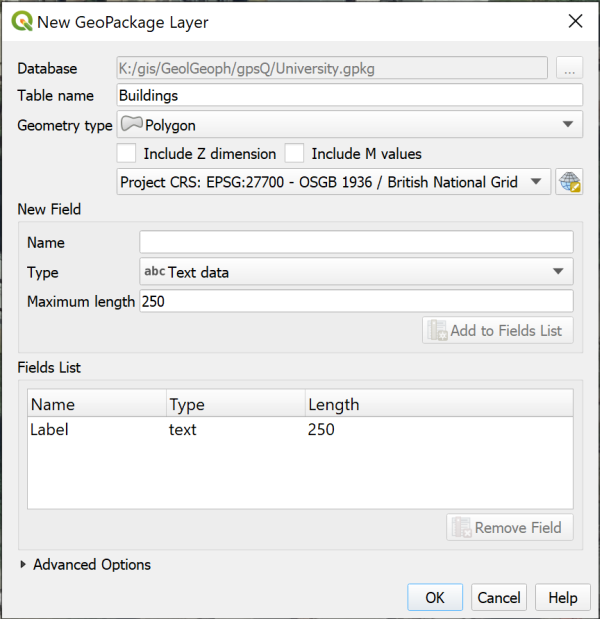 New GeoPackage Layer
Database K:/gis/GeolGeoph/gpsQ/University.gpkg ...
Table name Buildings
Geometry type Polygon
Include Z dimension Include M values
Project CRS: EPSG:27700 - OSGB 1936 / British National Grid
New Field
Name
Type abc Text data
Maximum length 250
Add to Fields List
Fields List
Name Type Length
Label text 250
Remove Field
Advanced Options
OK Cancel Help